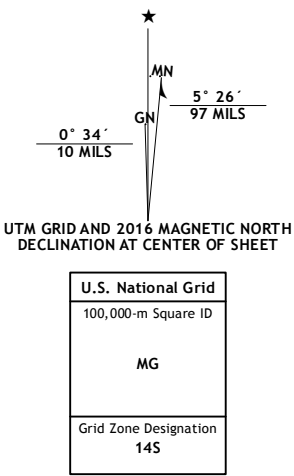 ★
MN
5° 26´
97 MILS
GN
0° 34´
10 MILS
UTM GRID AND 2016 MAGNETIC NORTH
DECLINATION AT CENTER OF SHEET
U.S. National Grid
100,000-m Square ID
MG
Grid Zone Designation
14S